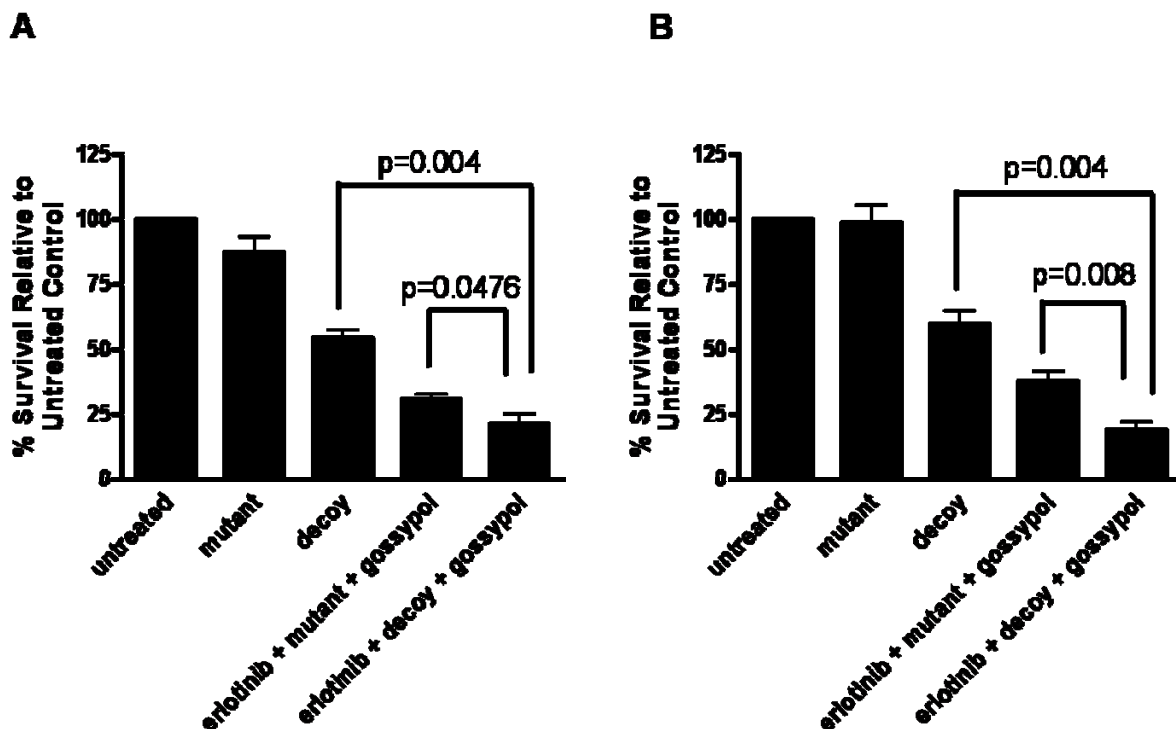 A
% Survival Relative to
Untreated Control
125
100
75
50
25
0
p=0.004
p=0.0476
untreated
mutant
decoy
erlotinib + mutant + gossypol
erlotinib + decoy + gossypol
B
% Survival Relative to
Untreated Control
125
100
75
50
25
0
p=0.004
p=0.008
untreated
mutant
decoy
erlotinib + mutant + gossypol
erlotinib + decoy + gossypol